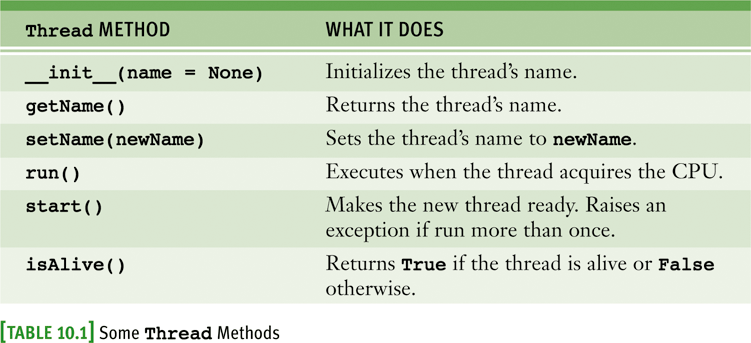 Thread METHOD WHAT IT DOES
__init__(name = None) Initializes the thread's name.
getName() Returns the thread's name.
setName(newName) Sets the thread's name to newName.
run() Executes when the thread acquires the CPU.
start() Makes the new thread ready. Raises an
exception if run more than once.
isAlive() Returns True if the thread is alive or False
otherwise.
[TABLE 10.1] Some Thread Methods